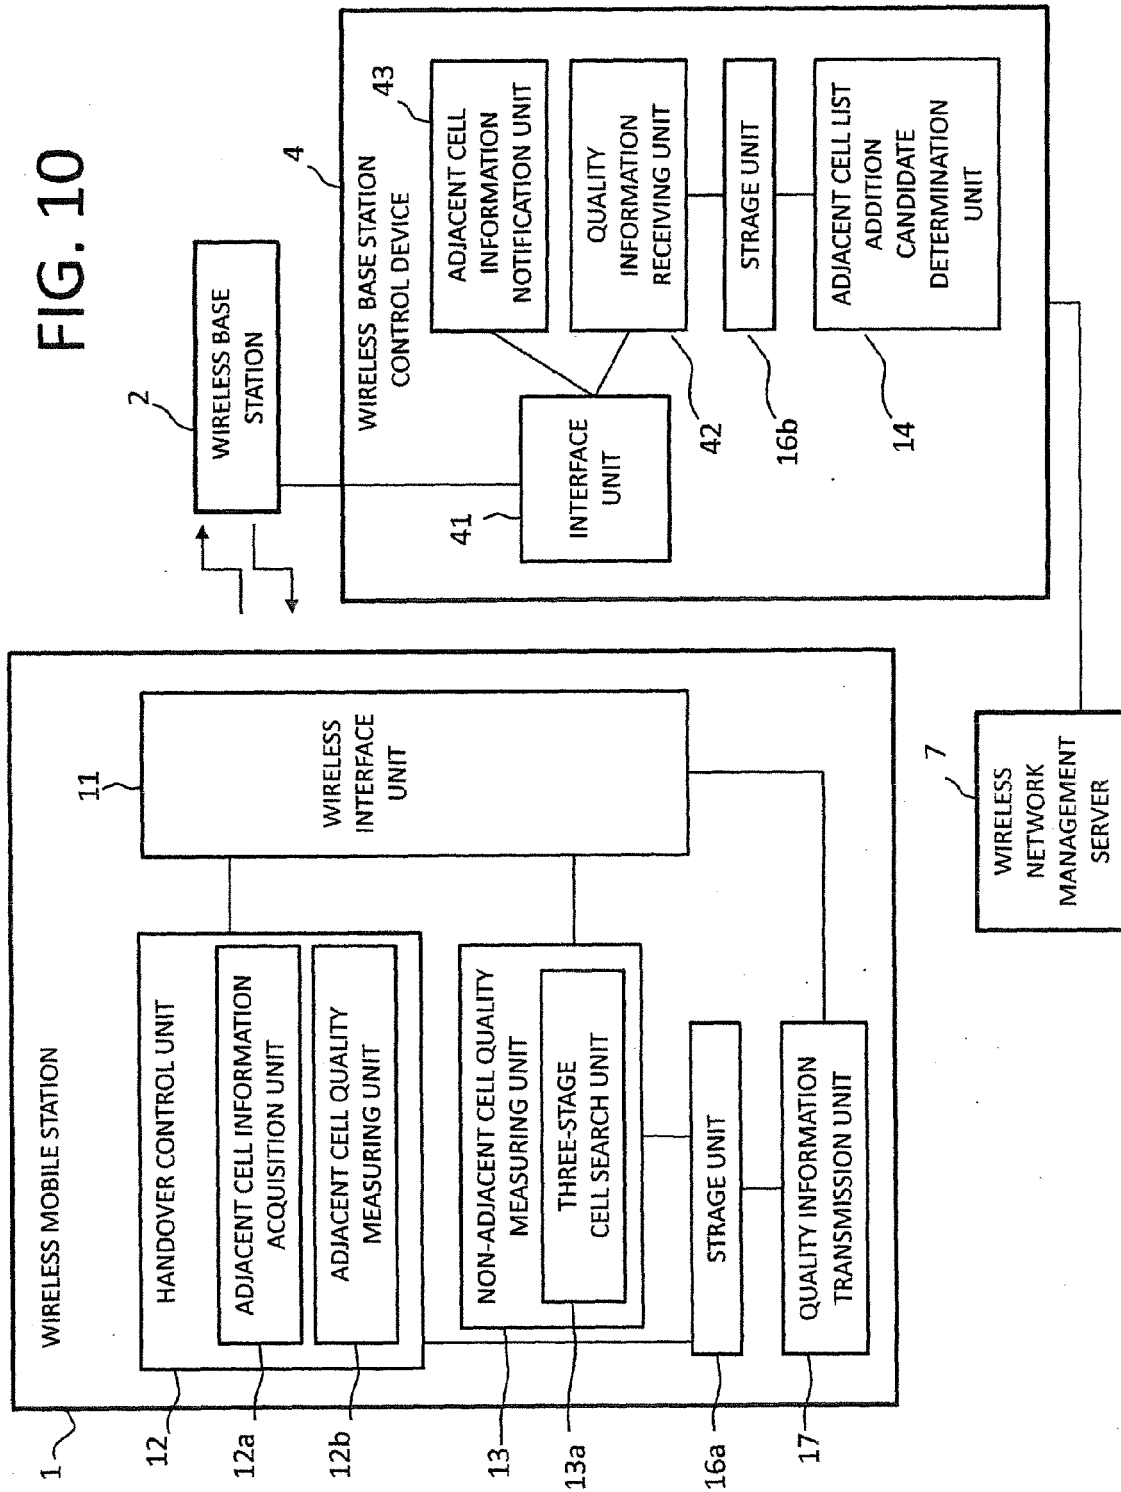 FIG. 10
1
WIRELESS MOBILE STATION
12
HANDOVER CONTROL UNIT
12a
ADJACENT CELL INFORMATION
ACQUISITION UNIT
12b
ADJACENT CELL QUALITY
MEASURING UNIT
13
NON-ADJACENT CELL QUALITY
MEASURING UNIT
13a
THREE-STAGE
CELL SEARCH UNIT
16a
STRAGE UNIT
17
QUALITY INFORMATION
TRANSMISSION UNIT
11
WIRELESS
INTERFACE
UNIT
2
WIRELESS BASE
STATION
4
WIRELESS BASE STATION
CONTROL DEVICE
41
INTERFACE
UNIT
43
ADJACENT CELL
INFORMATION
NOTIFICATION UNIT
QUALITY
INFORMATION
RECEIVING UNIT
42
STRAGE UNIT
16b
ADJACENT CELL LIST
ADDITION
CANDIDATE
DETERMINATION
UNIT
14
7
WIRELESS
NETWORK
MANAGEMENT
SERVER